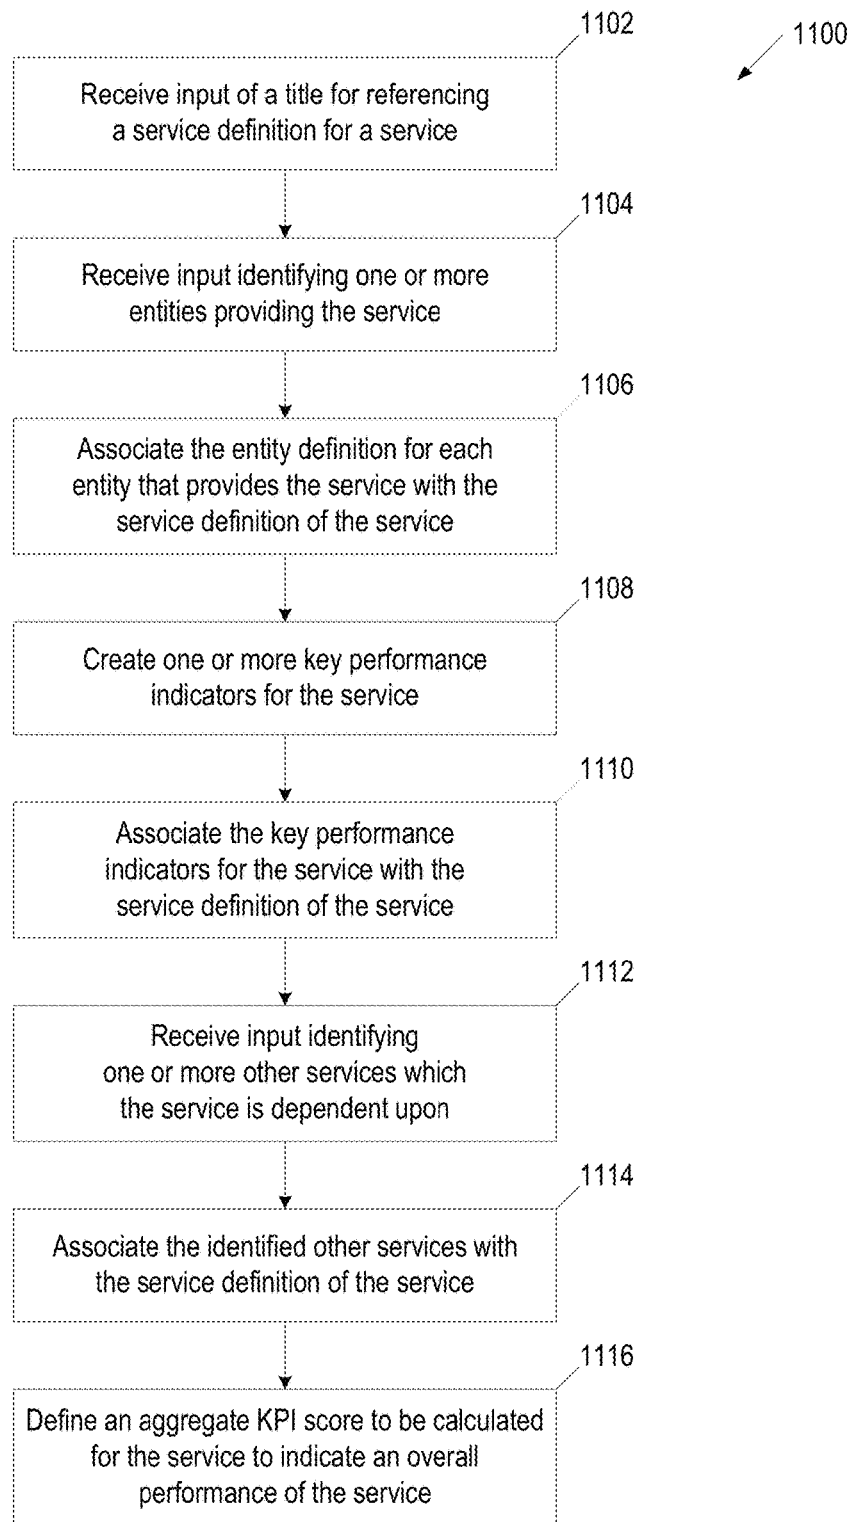 1102
1100
Receive input of a title for referencing
a service definition for a service
1104
Receive input identifying one or more
entities providing the service
1106
Associate the entity definition for each
entity that provides the service with the
service definition of the service
1108
Create one or more key performance
indicators for the service
1110
Associate the key performance
indicators for the service with the
service definition of the service
1112
Receive input identifying
one or more other services which
the service is dependent upon
1114
Associate the identified other services with
the service definition of the service
1116
Define an aggregate KPI score to be calculated
for the service to indicate an overall
performance of the service